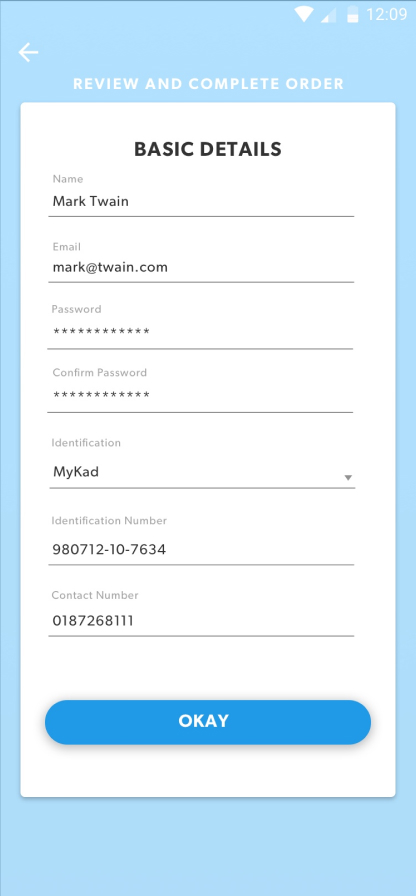 12:09
REVIEW AND COMPLETE ORDER
BASIC DETAILS
Name
Mark Twain
Email
mark@twain.com
Password
************
Confirm Password
************
Identification
MyKad
Identification Number
980712-10-7634
Contact Number
0187268111
OKAY